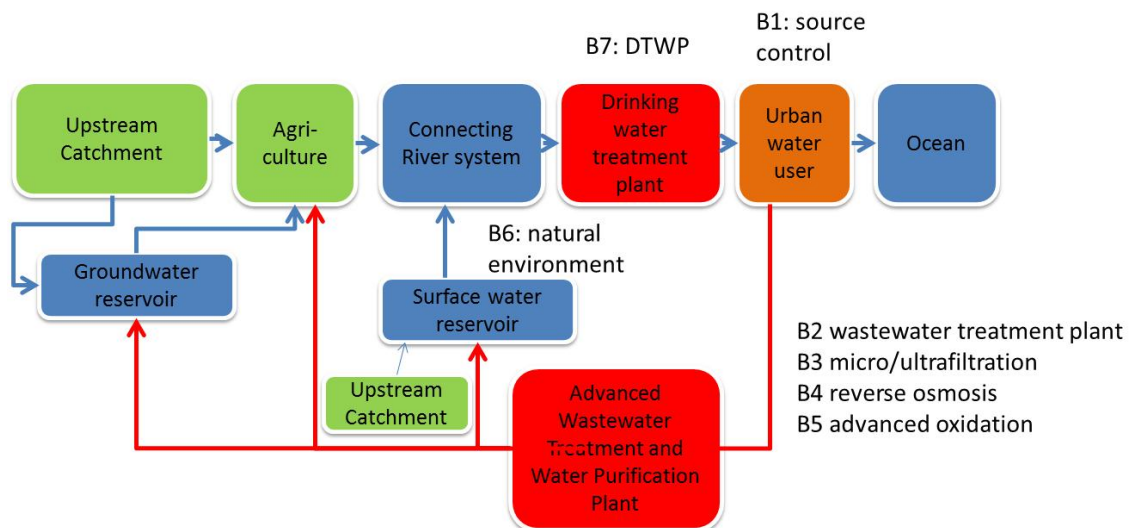 B1: source
control
B7: DTWP
Upstream
Catchment
Agri-
culture
Connecting
River system
Drinking
water
treatment
plant
Urban
water
user
Ocean
B6: natural
environment
Groundwater
reservoir
Surface water
reservoir
Upstream
Catchment
Advanced
Wastewater
Treatment and
Water Purification
Plant
B2 wastewater treatment plant
B3 micro/ultrafiltration
B4 reverse osmosis
B5 advanced oxidation